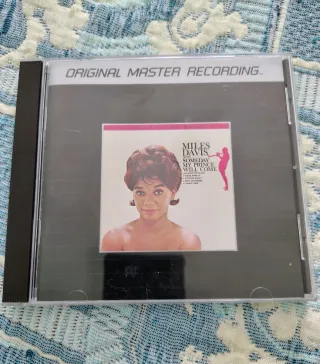 ORIGINAL MASTER RECORDING™
MILES
DAVIS
SOMEDAY
MY PRINCE
WILL COME